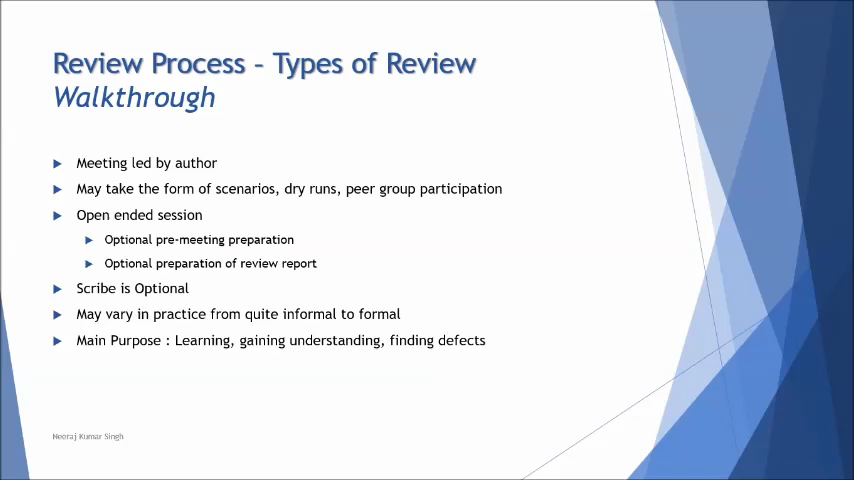 Review Process – Types of Review
Walkthrough
Meeting led by author
May take the form of scenarios, dry runs, peer group participation
Open ended session
Optional pre-meeting preparation
Optional preparation of review report
Scribe is Optional
May vary in practice from quite informal to formal
Main Purpose : Learning, gaining understanding, finding defects
Neeraj Kumar Singh